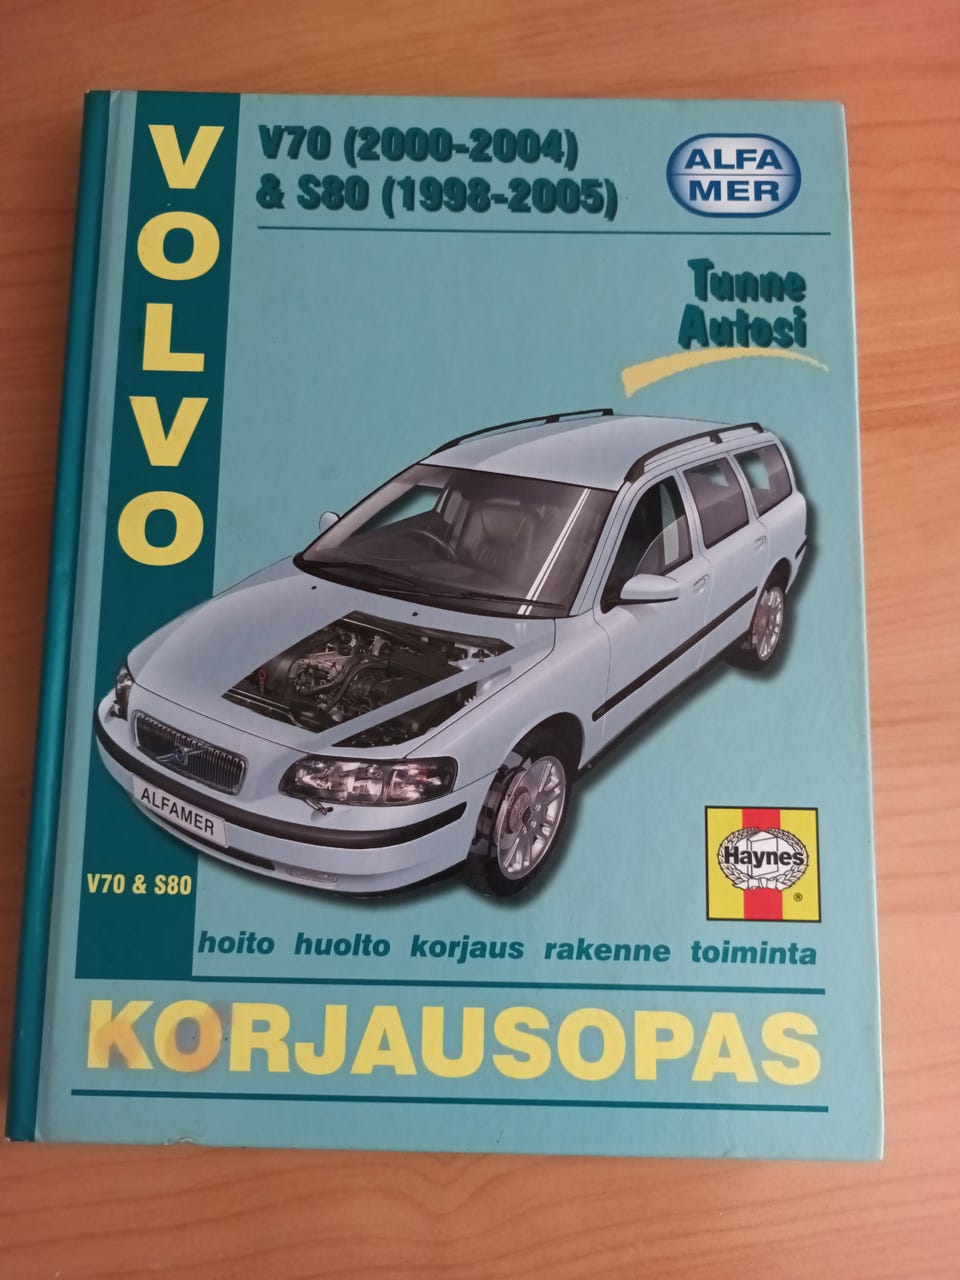 VOLVO
V70 (2000-2004)
& S80 (1998-2005)
ALFA
MER
Tunne
Autosi
ALFAMER
V70 & S80
Haynes
®
hoito huolto korjaus rakenne toiminta
KORJAUSOPAS